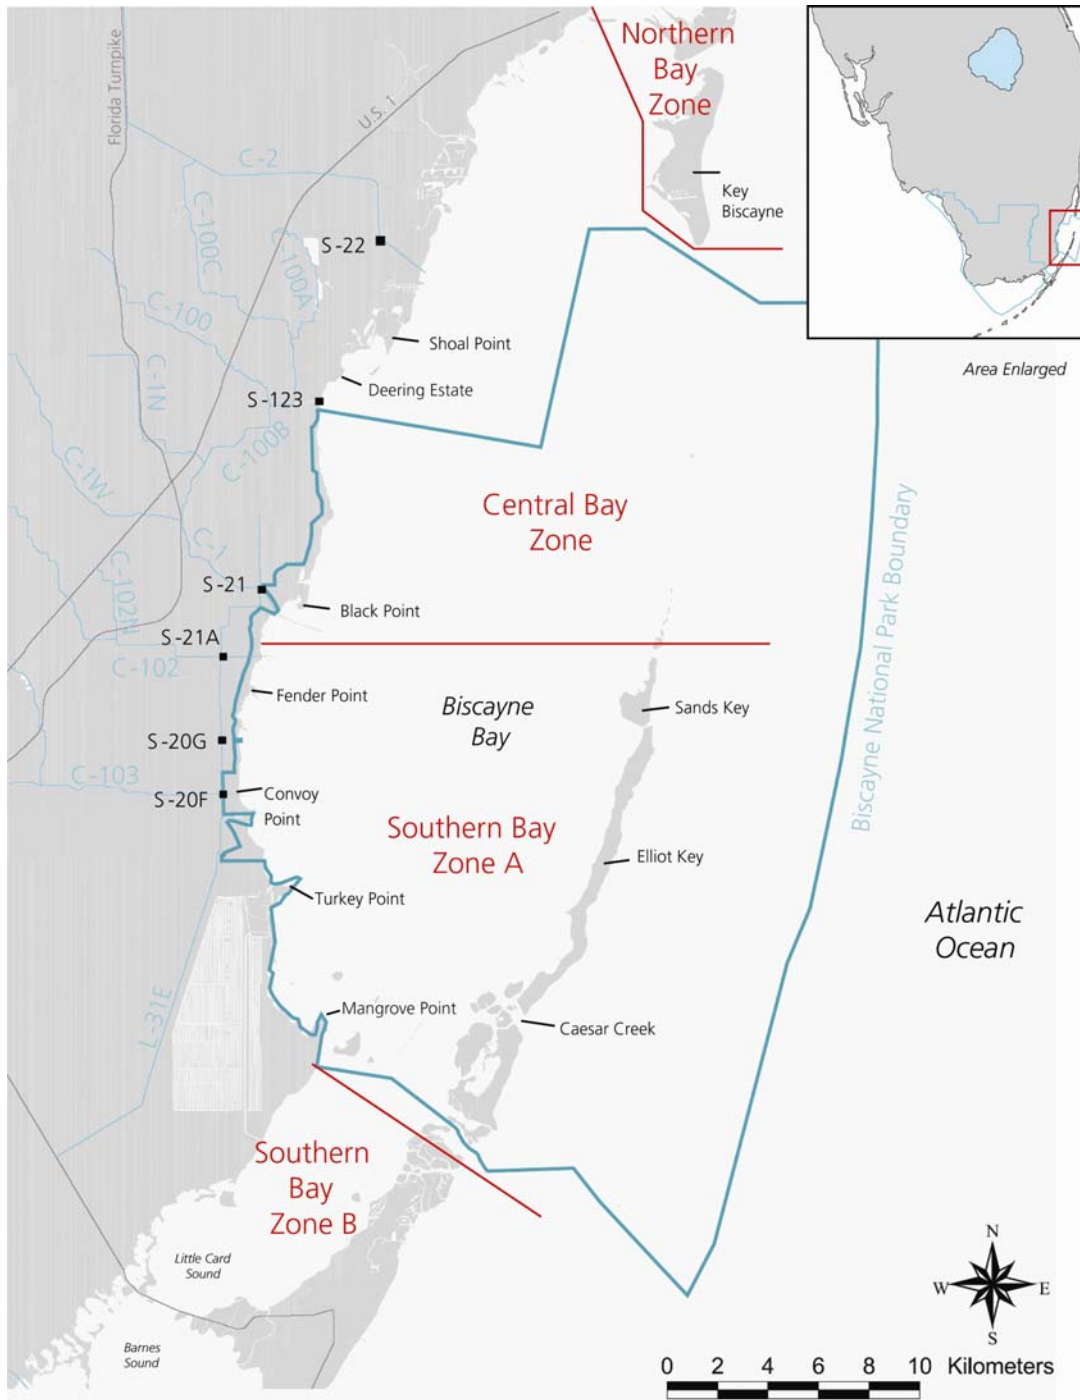 Northern
Bay
Zone
Florida Turnpike
U.S. 1
C-2
Key
Biscayne
C-100C
S-22
C-100A
C-100
Shoal Point
Area Enlarged
C-1N
Deering Estate
S-123
C-100B
C-1W
Central Bay
Zone
C-1
S-21
C-102N
Black Point
S-21A
C-102
Fender Point
Biscayne
Bay
Sands Key
Biscayne National Park Boundary
S-20G
C-103
S-20F
Convoy
Point
Southern Bay
Zone A
Elliot Key
Turkey Point
Atlantic
Ocean
L-31E
Mangrove Point
Caesar Creek
Southern
Bay
Zone B
Little Card
Sound
Barnes
Sound
N
W
E
S
0 2 4 6 8 10 Kilometers